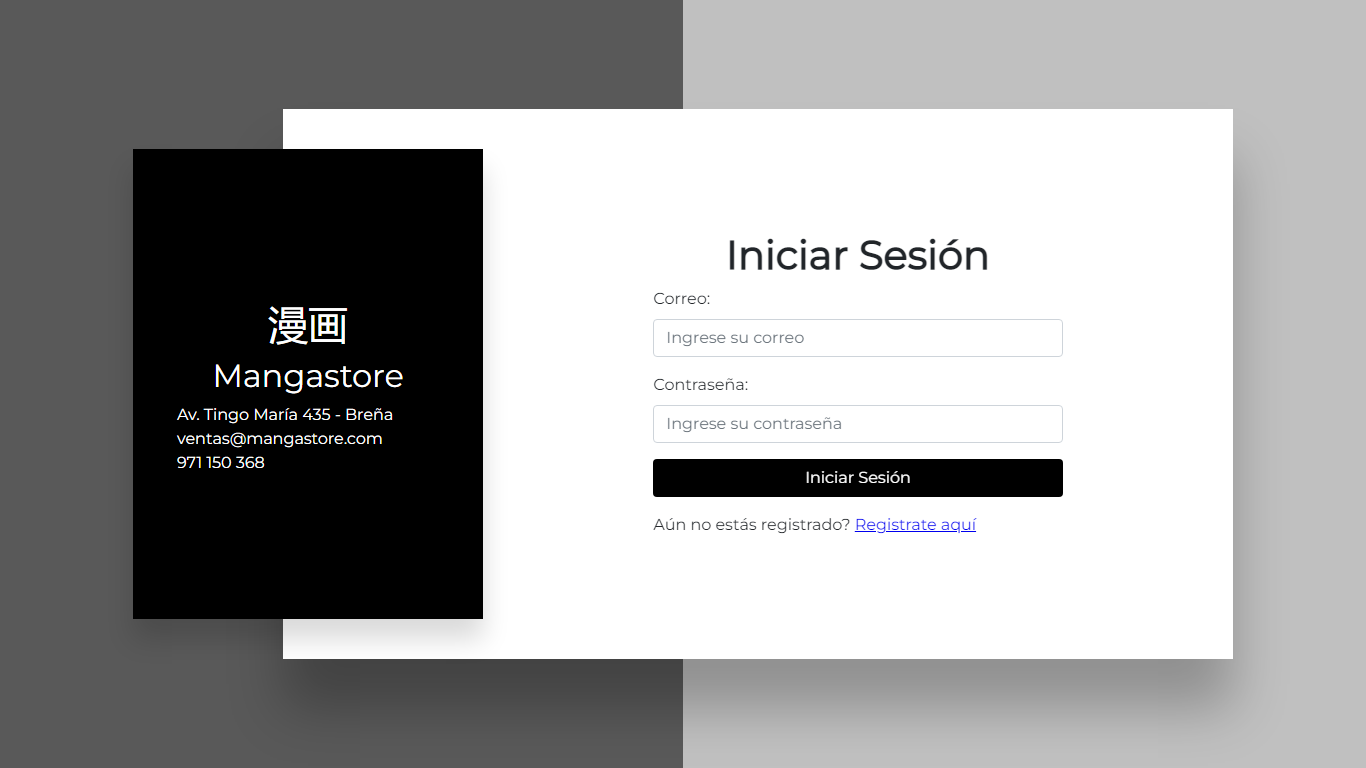 漫画
Mangastore
Av. Tingo María 435 - Breña
ventas@mangastore.com
971 150 368
Iniciar Sesión
Correo:
Ingrese su correo
Contraseña:
Ingrese su contraseña
Iniciar Sesión
Aún no estás registrado? Registrate aquí